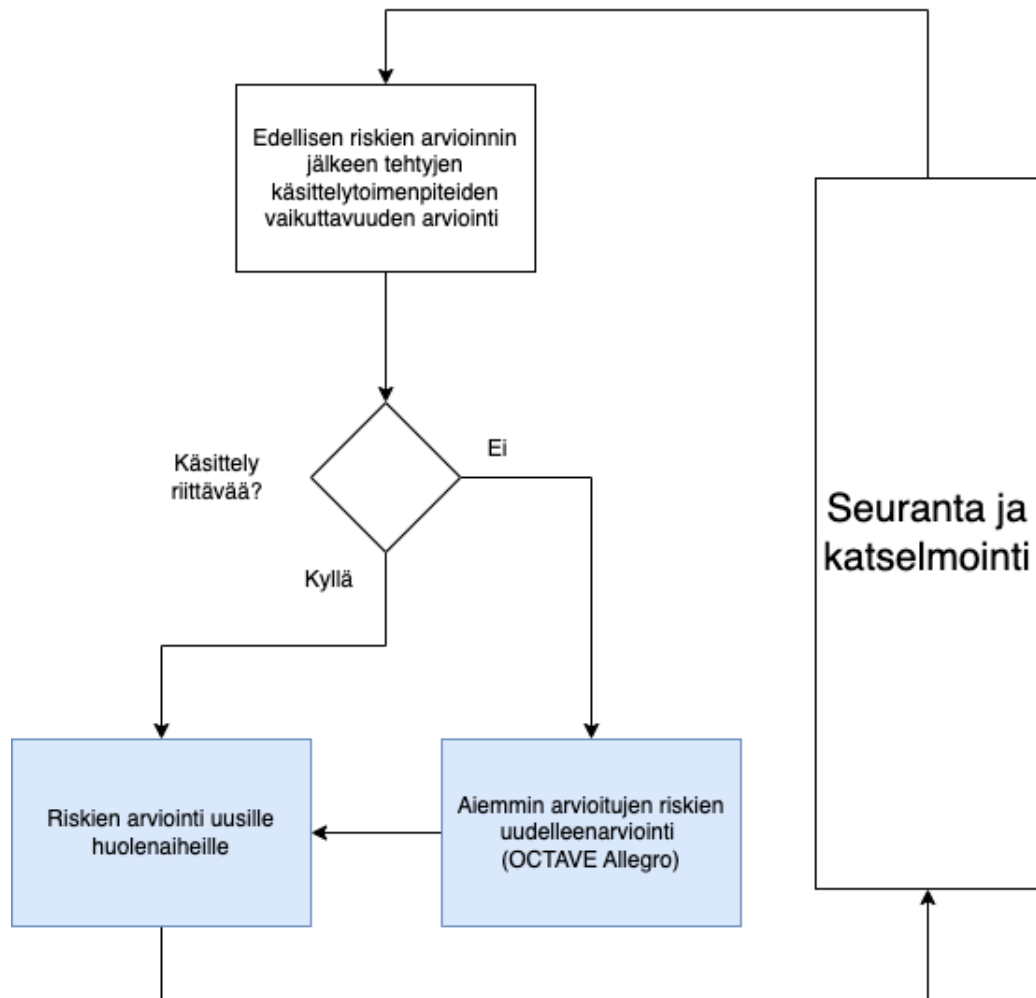 Edellisen riskien arvioinnin
jälkeen tehtyjen
käsittelytoimenpiteiden
vaikuttavuuden arviointi
Käsittely
riittävää?
Ei
Kyllä
Seuranta ja
katselmointi
Riskien arviointi uusille
huolenaiheille
Aiemmin arvioitujen riskien
uudelleenarviointi
(OCTAVE Allegro)